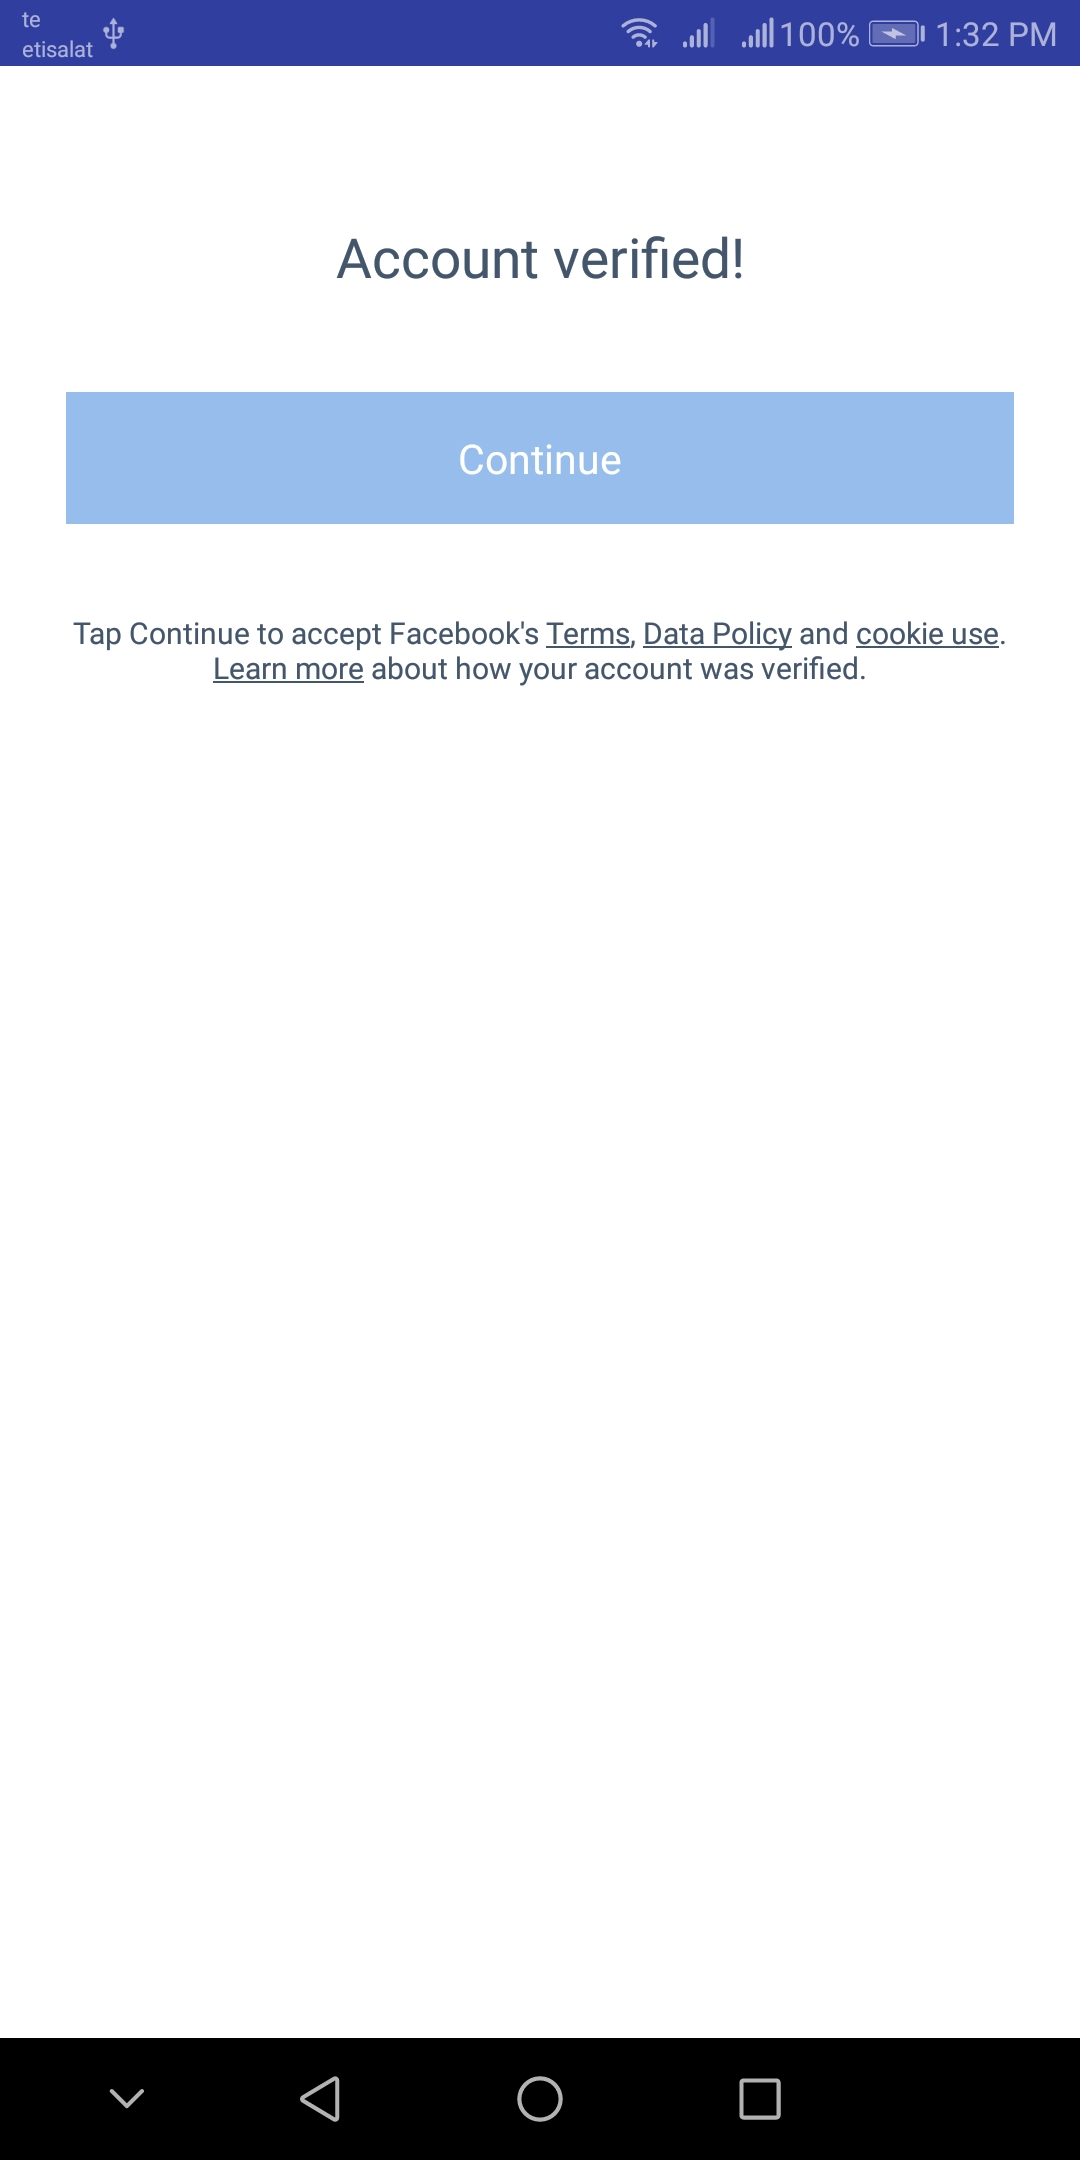 te
etisalat
100%
1:32 PM
Account verified!
Continue
Tap Continue to accept Facebook's Terms, Data Policy and cookie use.
Learn more about how your account was verified.